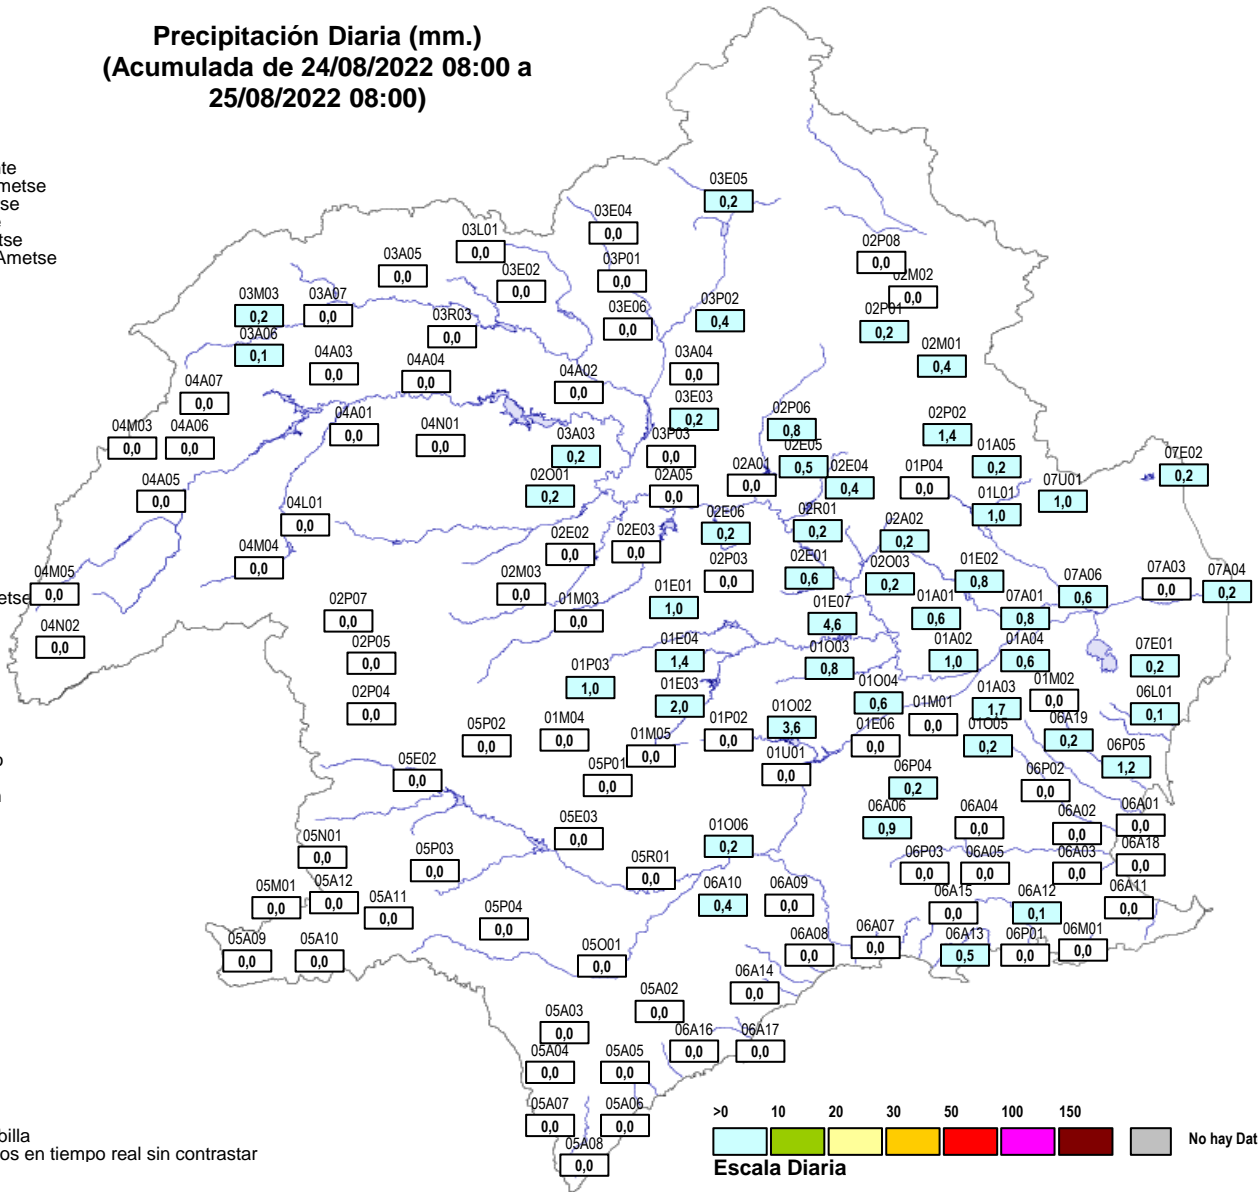 Precipitación Diaria (mm.)
(Acumulada de 24/08/2022 08:00 a
25/08/2022 08:00)
nte
metse
tse
e
tse
Ametse
03E05
0,2
03E04
0,0
03L01
0,0
03A05
0,0
03E02
0,0
03P01
0,0
02P08
0,0
02M02
0,0
03M03
0,2
03A07
0,0
03R03
0,0
03E06
0,0
03P02
0,4
02P01
0,2
03A06
0,1
04A03
0,0
04A04
0,0
04A02
0,0
03A04
0,0
02M01
0,4
04A07
0,0
03E03
0,2
04M03
0,0
04A06
0,0
04A01
0,0
04N01
0,0
03A03
0,2
03P03
0,0
02P06
0,8
02P02
1,4
02E05
0,5
01A05
0,2
07E02
0,2
04A05
0,0
02O01
0,2
02A05
0,0
02A01
0,0
02E04
0,4
01P04
0,0
07U01
1,0
01L01
1,0
04L01
0,0
02E02
0,0
02E03
0,0
02E06
0,2
02R01
0,2
02A02
0,2
04M04
0,0
04M05
0,0
etse
02M03
0,0
02P03
0,0
02E01
0,6
02O03
0,2
01E02
0,8
07A06
0,6
07A03
0,0
07A04
0,2
02P07
0,0
01M03
0,0
01E01
1,0
01E07
4,6
01A01
0,6
07A01
0,8
04N02
0,0
02P05
0,0
01E04
1,4
01O03
0,8
01A02
1,0
01A04
0,6
07E01
0,2
01P03
1,0
02P04
0,0
01E03
2,0
01O04
0,6
01M02
0,0
01A03
1,7
06L01
0,1
05P02
0,0
01M04
0,0
01M05
0,0
01P02
0,0
01O02
3,6
01M01
0,0
01E06
0,0
01O05
0,2
06A19
0,2
06P05
1,2
o
05E02
0,0
05P01
0,0
01U01
0,0
06P04
0,2
06P02
0,0
05E03
0,0
01O06
0,2
06A06
0,9
06A04
0,0
06A02
0,0
06A01
0,0
05N01
0,0
05P03
0,0
05R01
0,0
06P03
0,0
06A05
0,0
06A03
0,0
06A18
0,0
05M01
0,0
05A12
0,0
05A11
0,0
06A10
0,4
06A09
0,0
06A15
0,0
06A12
0,1
06A11
0,0
05P04
0,0
05A09
0,0
05A10
0,0
05O01
0,0
06A08
0,0
06A07
0,0
06A13
0,5
06P01
0,0
06M01
0,0
06A14
0,0
05A02
0,0
05A03
0,0
06A16
0,0
06A17
0,0
05A04
0,0
05A05
0,0
05A07
0,0
05A06
0,0
05A08
0,0
billa
os en tiempo real sin contrastar
>0 10 20 30 50 100 150
No hay Dat
Escala Diaria